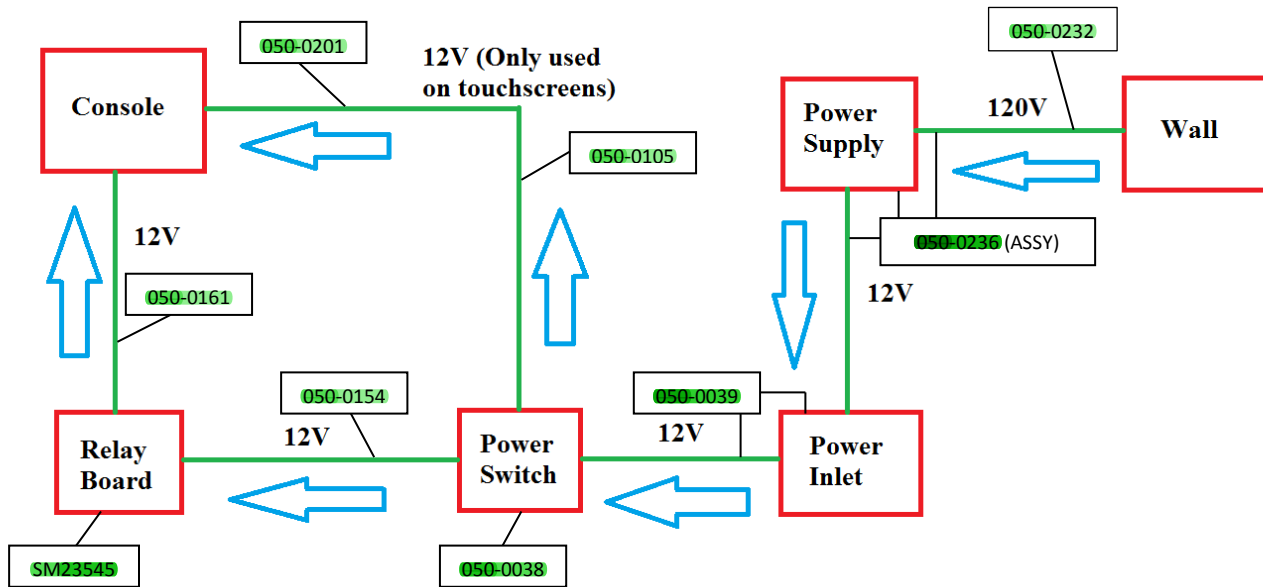 050-0201
050-0232
12V (Only used
on touchscreens)
Console
Power
Supply
120V
Wall
050-0105
12V
050-0236 (ASSY)
050-0161
12V
050-0154
050-0039
12V
12V
Relay
Board
Power
Switch
Power
Inlet
SM23545
050-0038